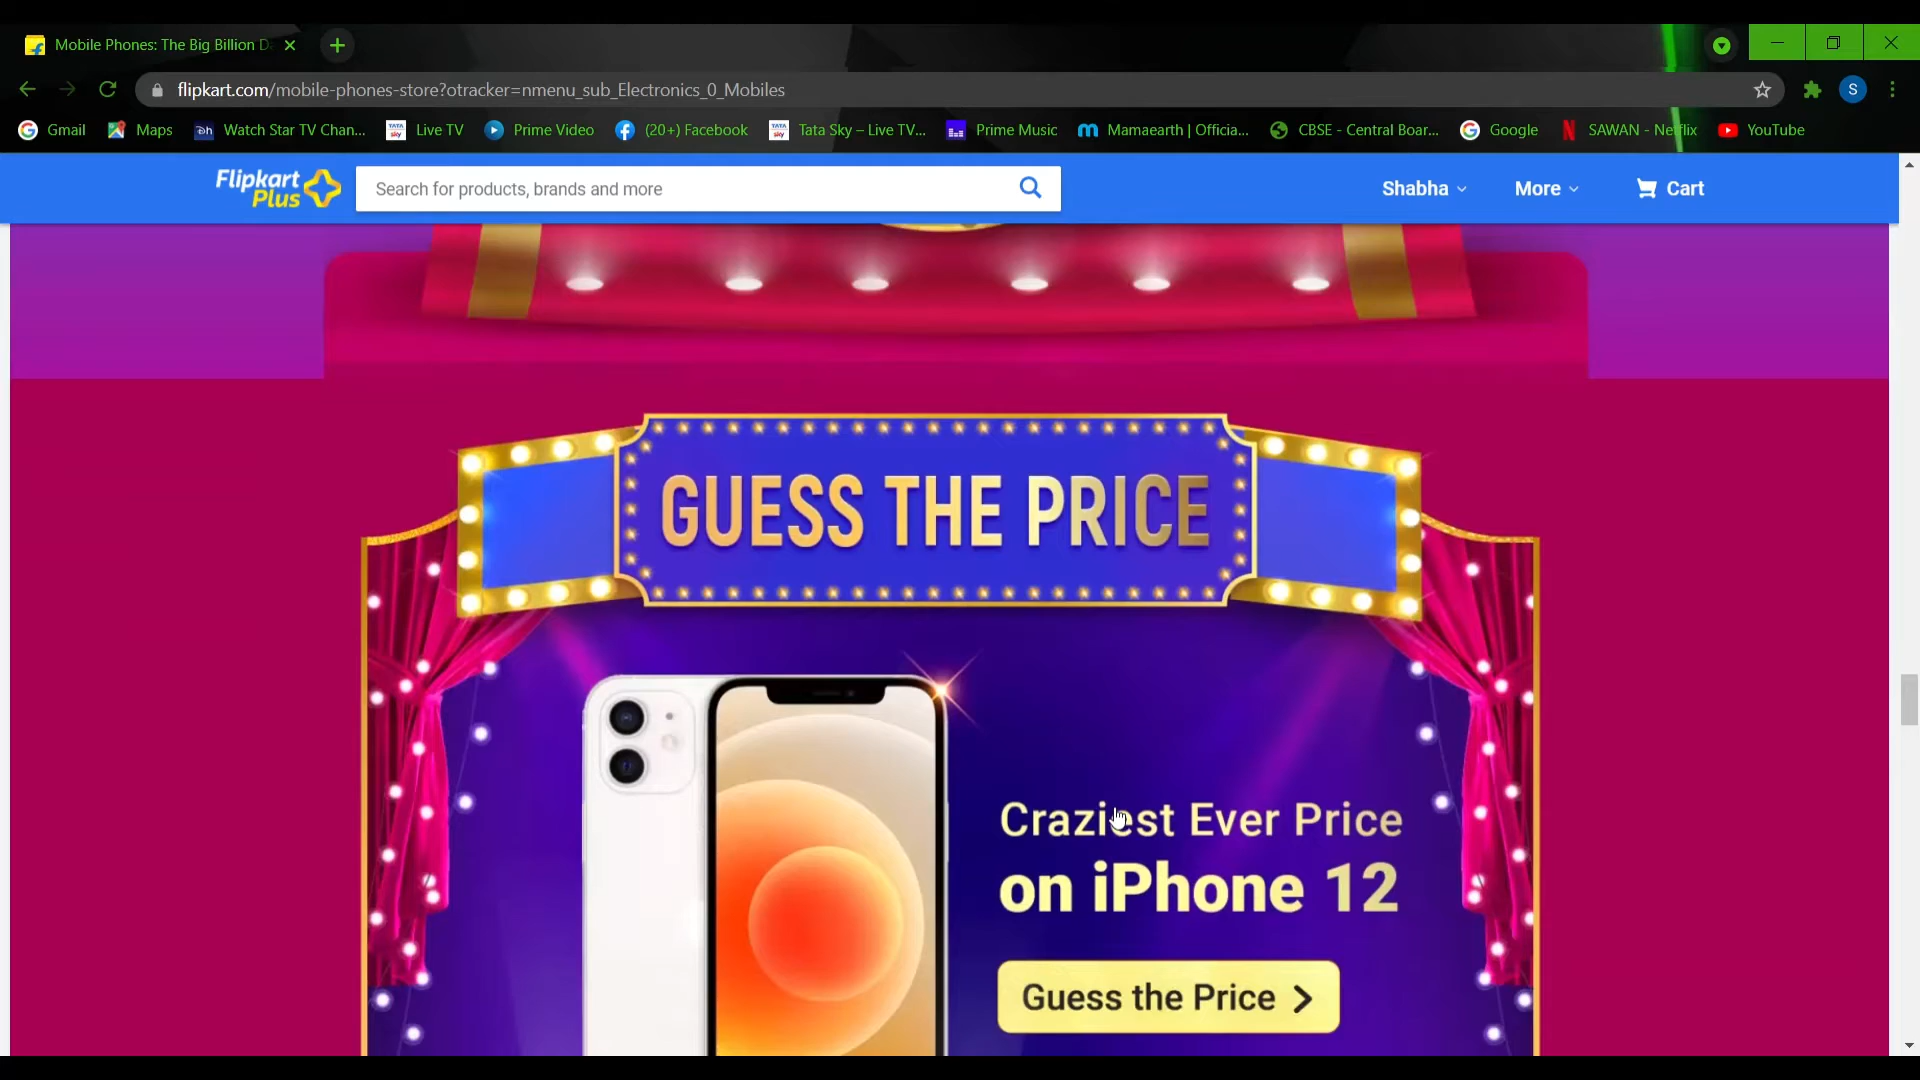 Mobile Phones: The Big Billion D
flipkart.com/mobile-phones-store?otracker=nmenu_sub_Electronics_0_Mobiles
S
Gmail Maps Watch Star TV Chan... Live TV Prime Video (20+) Facebook Tata Sky – Live TV... Prime Music Mamaearth | Officia... CBSE - Central Boar... Google SAWAN - Netflix YouTube
Flipkart
Plus
Search for products, brands and more
Shabha More Cart
GUESS THE PRICE
Craziest Ever Price
on iPhone 12
Guess the Price